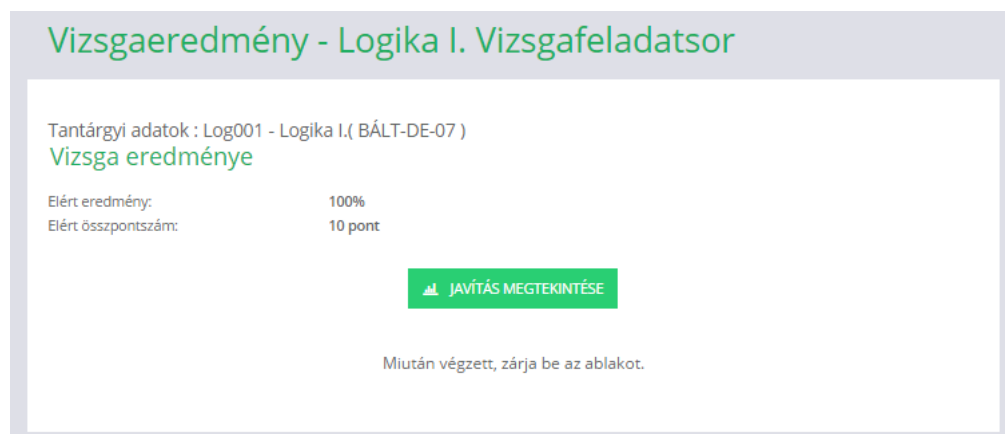 Vizsgaeredmény - Logika I. Vizsgafeladatsor
Tantárgyi adatok : Log001 - Logika I.( BÁLT-DE-07 )
Vizsga eredménye
Elért eredmény: 100%
Elért összpontszám: 10 pont
JAVÍTÁS MEGTEKINTÉSE
Miután végzett, zárja be az ablakot.